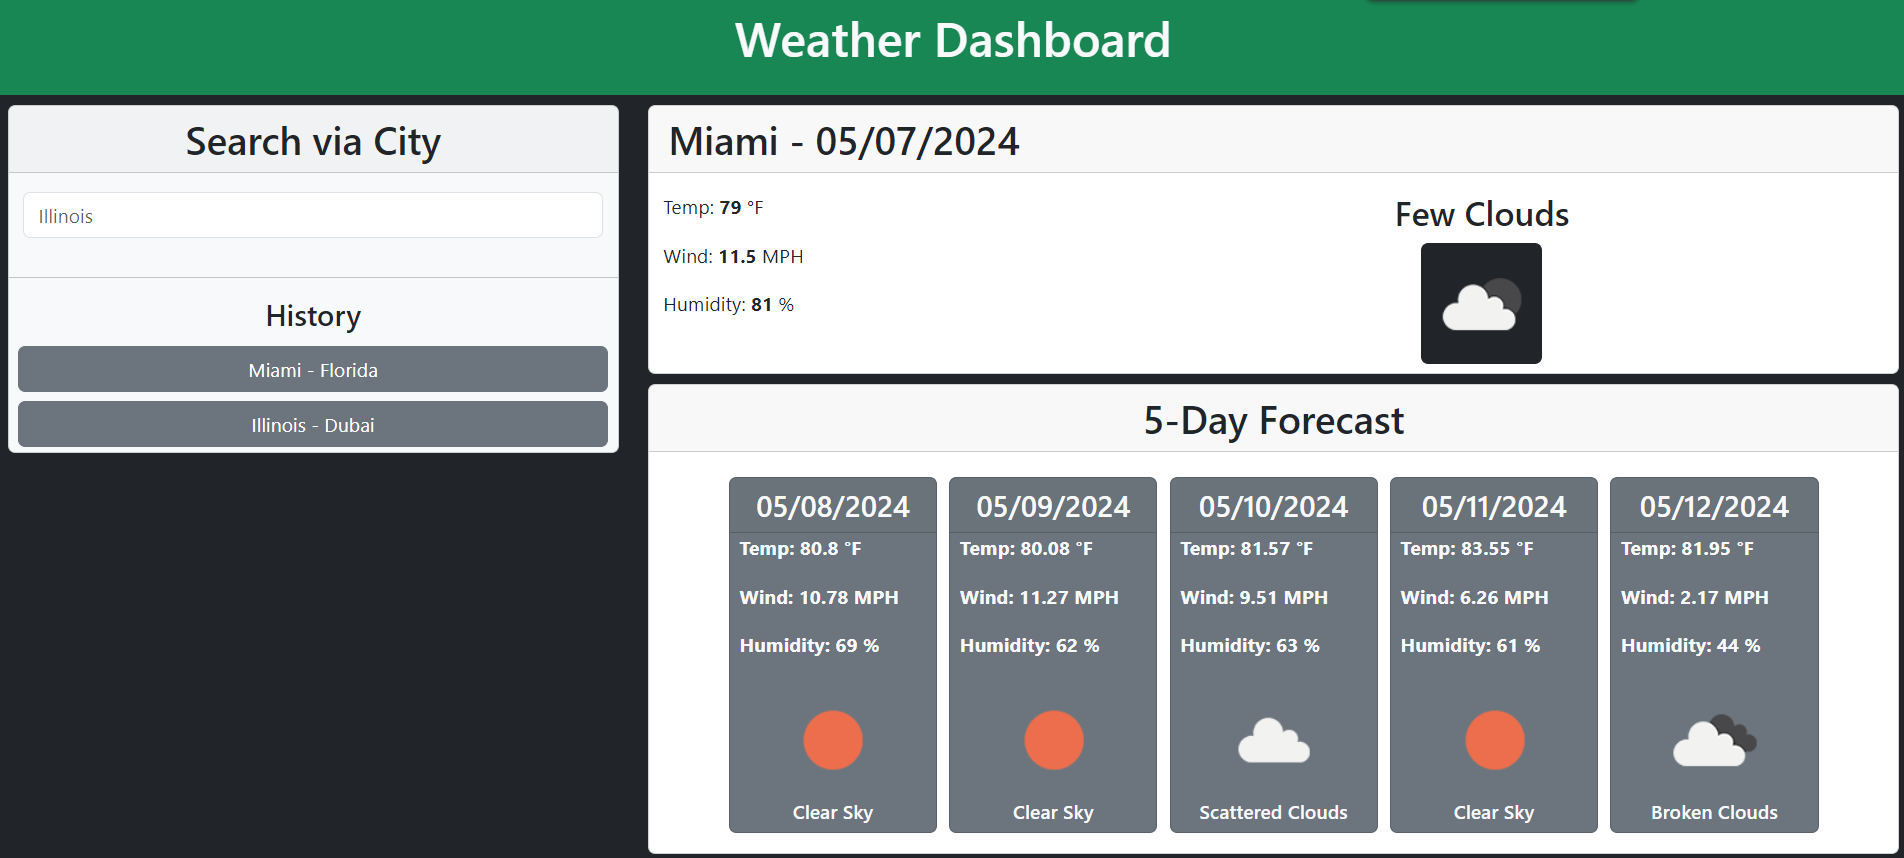 Weather Dashboard
Search via City
Illinois
History
Miami - Florida
Illinois - Dubai
Miami - 05/07/2024
Temp: 79 °F
Wind: 11.5 MPH
Humidity: 81 %
Few Clouds
5-Day Forecast
05/08/2024
Temp: 80.8 °F
Wind: 10.78 MPH
Humidity: 69 %
Clear Sky
05/09/2024
Temp: 80.08 °F
Wind: 11.27 MPH
Humidity: 62 %
Clear Sky
05/10/2024
Temp: 81.57 °F
Wind: 9.51 MPH
Humidity: 63 %
Scattered Clouds
05/11/2024
Temp: 83.55 °F
Wind: 6.26 MPH
Humidity: 61 %
Clear Sky
05/12/2024
Temp: 81.95 °F
Wind: 2.17 MPH
Humidity: 44 %
Broken Clouds